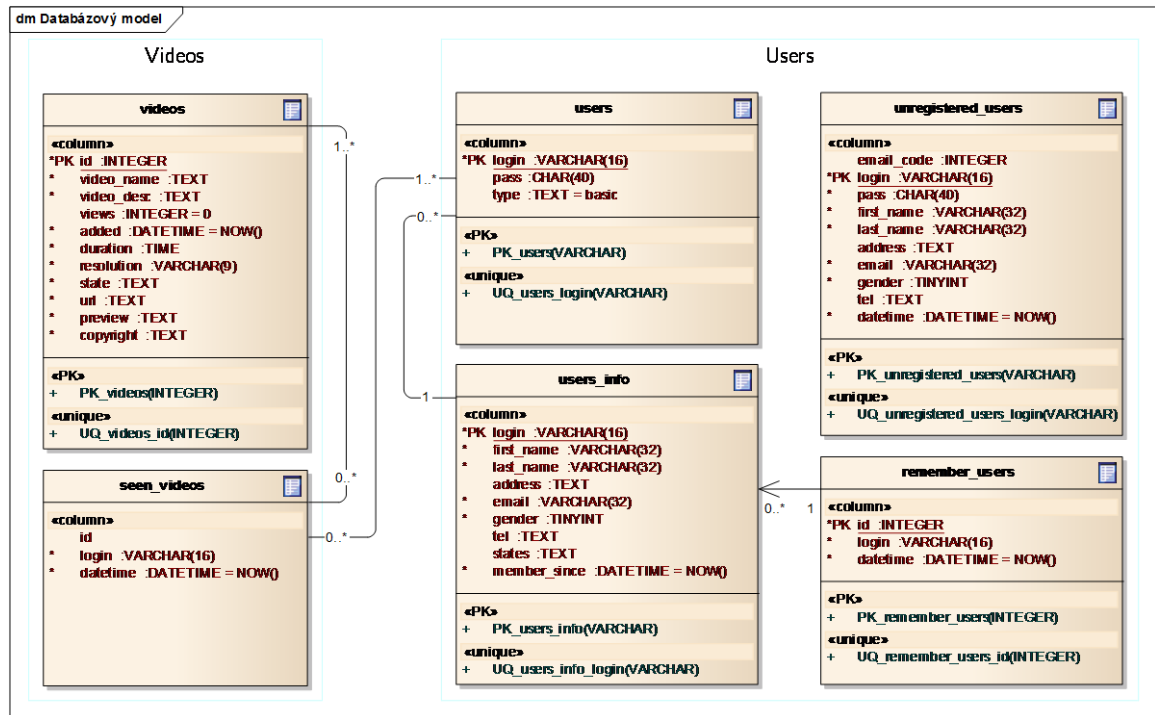 dm Databázový model
Videos
videos
«column»
*PK id :INTEGER
* video_name :TEXT
* video_desc :TEXT
views :INTEGER = 0
* added :DATETIME = NOW()
* duration :TIME
* resolution :VARCHAR(9)
* state :TEXT
* url :TEXT
* preview :TEXT
* copyright :TEXT
«PK»
+ PK_videos(INTEGER)
«unique»
+ UQ_videos_id(INTEGER)
seen_videos
«column»
id
* login :VARCHAR(16)
* datetime :DATETIME = NOW()
1..*
0..*
1..*
0..*
0..*
1
Users
users
«column»
*PK login :VARCHAR(16)
* pass :CHAR(40)
* type :TEXT = basic
«PK»
+ PK_users(VARCHAR)
«unique»
+ UQ_users_login(VARCHAR)
users_info
«column»
*PK login :VARCHAR(16)
* first_name :VARCHAR(32)
* last_name :VARCHAR(32)
address :TEXT
* email :VARCHAR(32)
* gender :TINYINT
tel :TEXT
states :TEXT
* member_since :DATETIME = NOW()
«PK»
+ PK_users_info(VARCHAR)
«unique»
+ UQ_users_info_login(VARCHAR)
unregistered_users
«column»
email_code :INTEGER
*PK login :VARCHAR(16)
* pass :CHAR(40)
* first_name :VARCHAR(32)
* last_name :VARCHAR(32)
address :TEXT
* email :VARCHAR(32)
* gender :TINYINT
tel :TEXT
* datetime :DATETIME = NOW()
«PK»
+ PK_unregistered_users(VARCHAR)
«unique»
+ UQ_unregistered_users_login(VARCHAR)
0..* 1
remember_users
«column»
*PK id :INTEGER
* login :VARCHAR(16)
* datetime :DATETIME = NOW()
«PK»
+ PK_remember_users(INTEGER)
«unique»
+ UQ_remember_users_id(INTEGER)